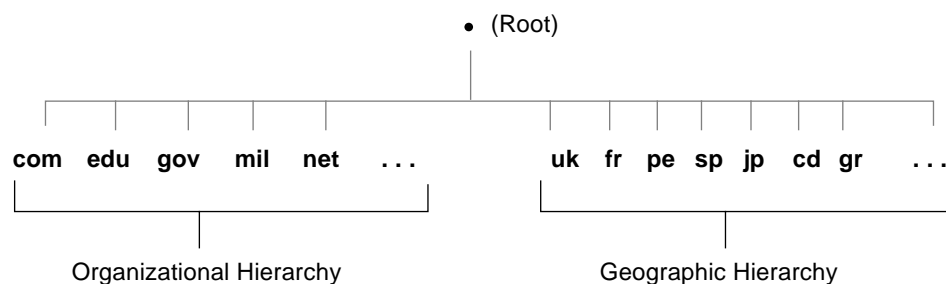 • (Root)
com edu gov mil net . . . uk fr pe sp jp cd gr . . .
Organizational Hierarchy Geographic Hierarchy